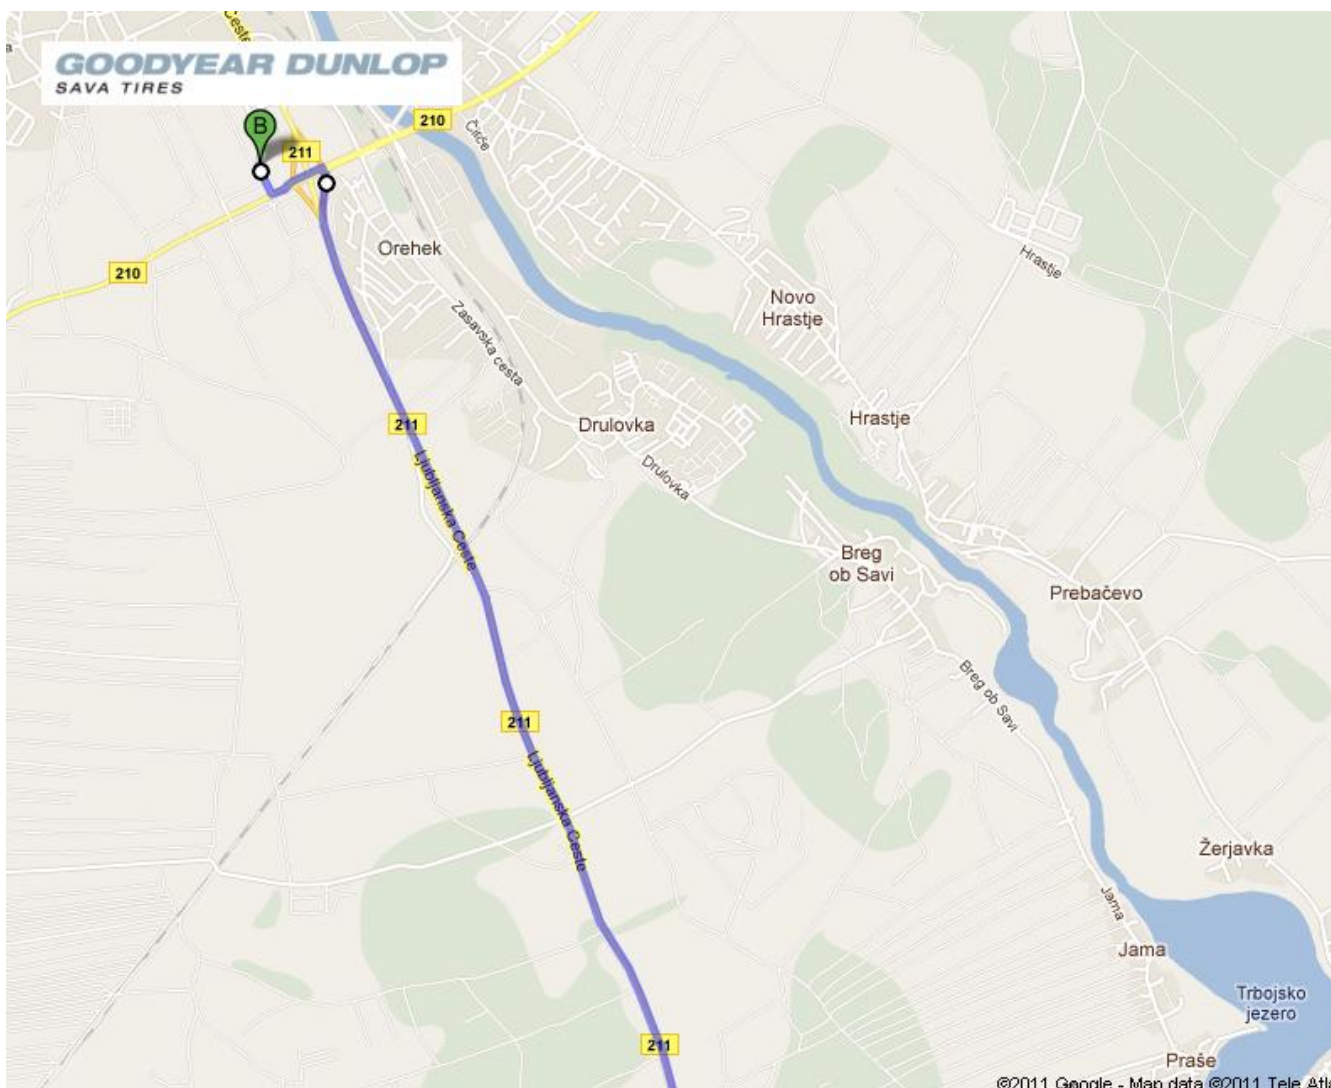 Ceste
GOODYEAR DUNLOP
SAVA TIRES
B
210
211
Čirče
Orehek
Hrastje
210
Novo
Hrastje
Zasavska cesta
211
Drulovka
Hrastje
Ljubljanska Ceste
Drulovka
Breg
ob Savi
Prebačevo
Breg ob Savi
211
Ljubljanska Ceste
Žerjavka
Jama
Jama
Trbojsko
jezero
211
Praše
©2011 Google - Map data ©2011 Tele Atl